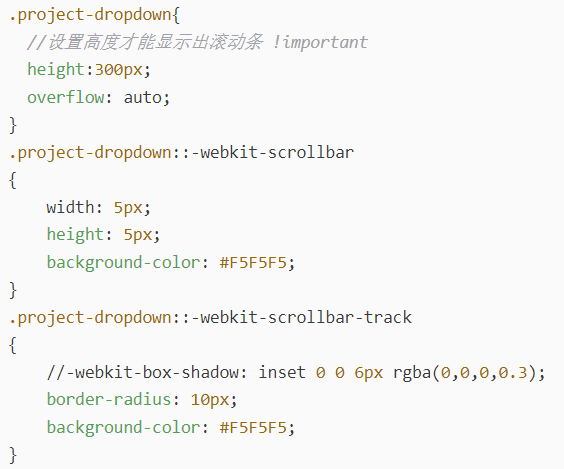 .project-dropdown{
  //设置高度才能显示出滚动条 !important
  height:300px;
  overflow: auto;
}
.project-dropdown::-webkit-scrollbar
{
    width: 5px;
    height: 5px;
    background-color: #F5F5F5;
}
.project-dropdown::-webkit-scrollbar-track
{
    //-webkit-box-shadow: inset 0 0 6px rgba(0,0,0,0.3);
    border-radius: 10px;
    background-color: #F5F5F5;
}